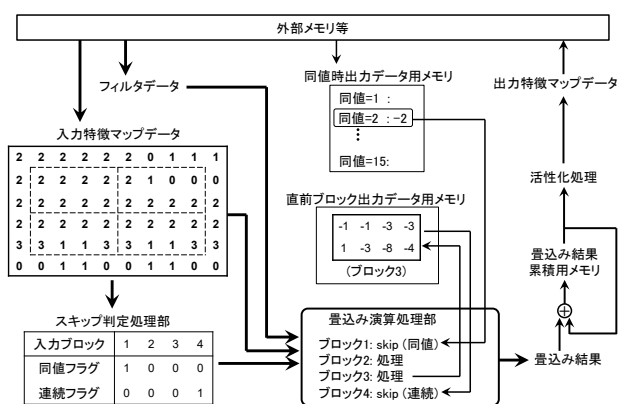 外部メモリ等
フィルタデータ
同値時出力データ用メモリ
同値=1 :
同値=2 : -2
⋮
同値=15:
出力特徴マップデータ
入力特徴マップデータ
2 2 2 2 2 2 0 1 1 1
2 2 2 2 2 2 1 0 0 0
2 2 2 2 2 2 2 2 2 2
2 2 2 2 2 2 2 2 2 2
3 3 1 1 3 3 1 1 3 3
0 0 1 1 0 0 1 1 0 0
活性化処理
直前ブロック出力データ用メモリ
-1 -1 -3 -3
1 -3 -8 -4
(ブロック3)
畳込み結果
累積用メモリ
スキップ判定処理部
入力ブロック 1 2 3 4
同値フラグ 1 0 0 0
連続フラグ 0 0 0 1
畳込み演算処理部
ブロック1: skip (同値)
ブロック2: 処理
ブロック3: 処理
ブロック4: skip (連続)
畳込み結果